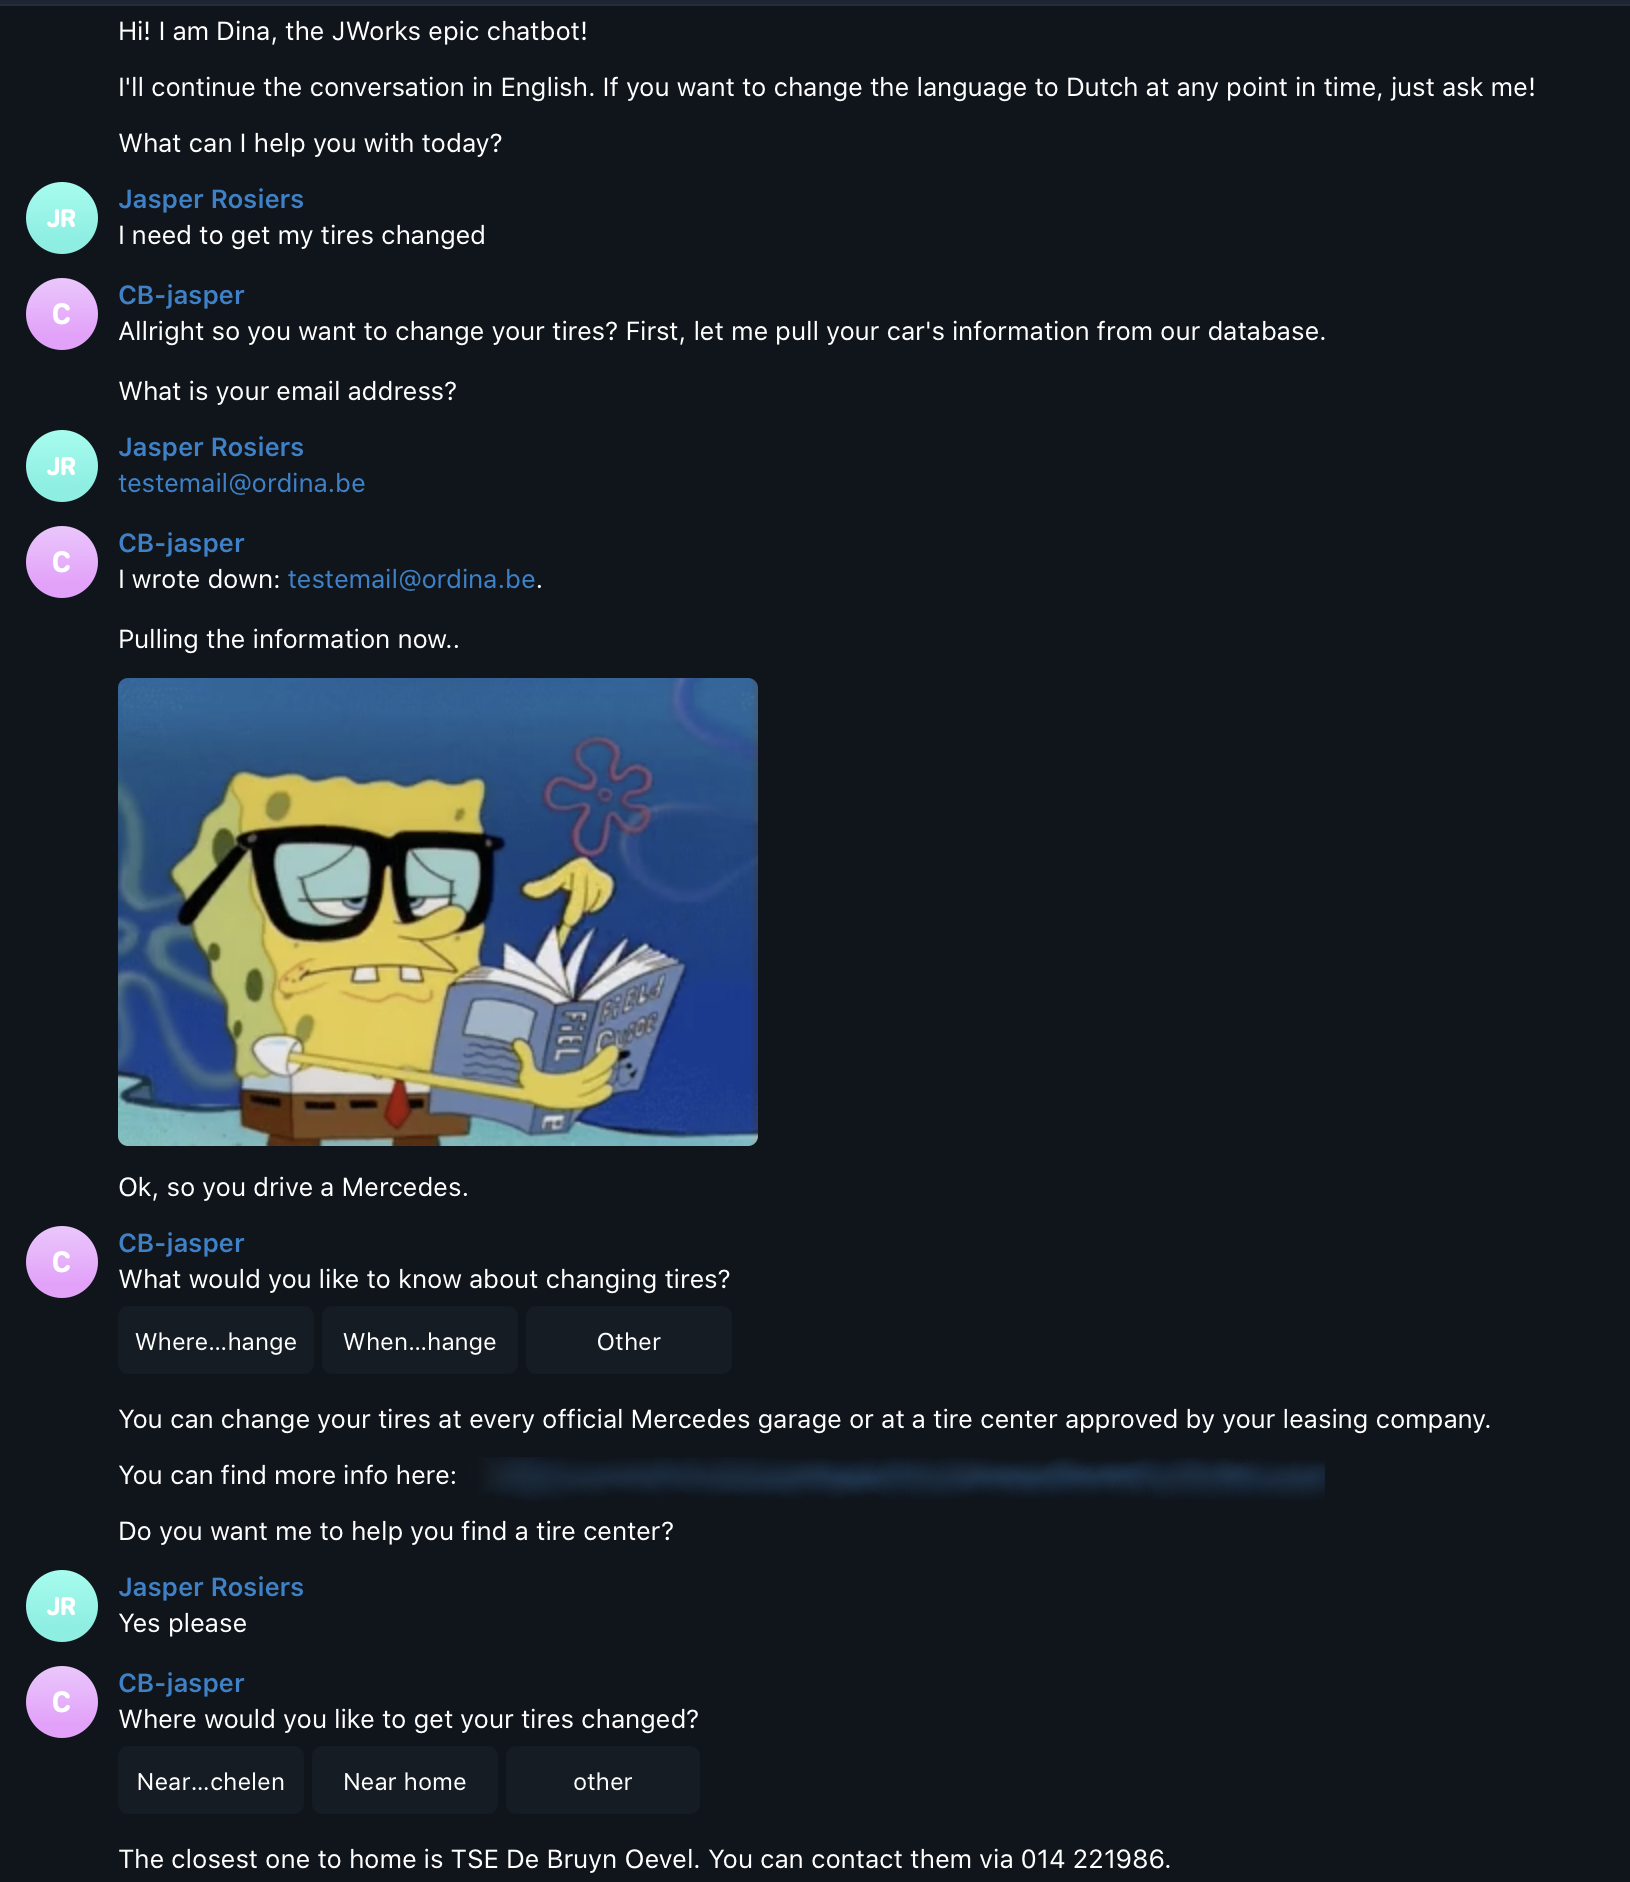 Hi! I am Dina, the JWorks epic chatbot!
I'll continue the conversation in English. If you want to change the language to Dutch at any point in time, just ask me!
What can I help you with today?
JR
Jasper Rosiers
I need to get my tires changed
C
CB-jasper
Allright so you want to change your tires? First, let me pull your car's information from our database.
What is your email address?
JR
Jasper Rosiers
testemail@ordina.be
C
CB-jasper
I wrote down: testemail@ordina.be.
Pulling the information now..
FIELD
GUIDE
FIEL
Ok, so you drive a Mercedes.
C
CB-jasper
What would you like to know about changing tires?
Where...hange When...hange Other
You can change your tires at every official Mercedes garage or at a tire center approved by your leasing company.
You can find more info here:
Do you want me to help you find a tire center?
JR
Jasper Rosiers
Yes please
C
CB-jasper
Where would you like to get your tires changed?
Near...chelen Near home other
The closest one to home is TSE De Bruyn Oevel. You can contact them via 014 221986.